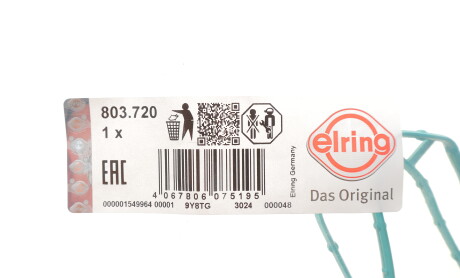 803.720
1 x
EAC
4 067806 075195
000001549964 00001 9Y8TG 3024 000048
Elring Germany
elring
Das Original